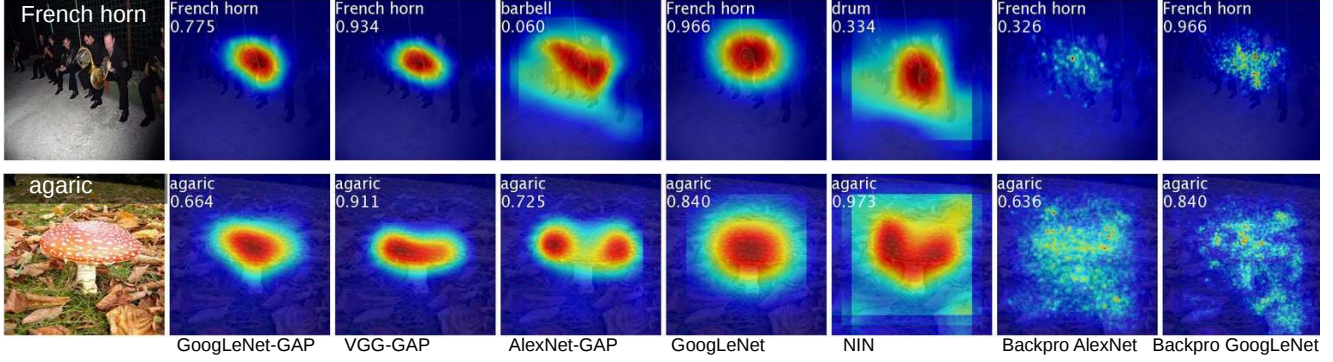 French horn
French horn
0.775
French horn
0.934
barbell
0.060
French horn
0.966
drum
0.334
French horn
0.326
French horn
0.966
agaric
agaric
0.664
agaric
0.911
agaric
0.725
agaric
0.840
agaric
0.973
agaric
0.636
agaric
0.840
GoogLeNet-GAP
VGG-GAP
AlexNet-GAP
GoogLeNet
NIN
Backpro AlexNet
Backpro GoogLeNet